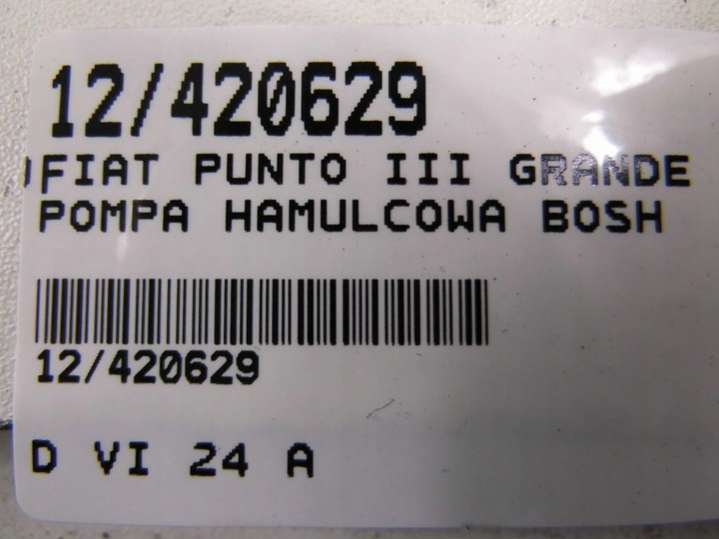 12/420629
FIAT PUNTO III GRANDE
POMPA HAMULCOWA BOSH
12/420629
D VI 24 A